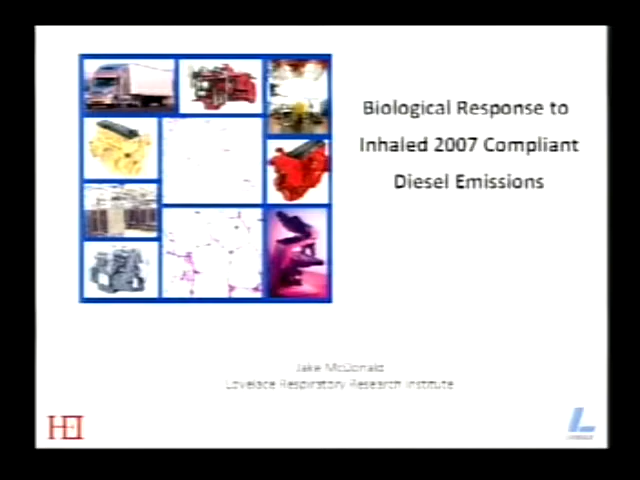 Biological Response to
Inhaled 2007 Compliant
Diesel Emissions
Jake McDonald
Lovelace Respiratory Research Institute
HEI